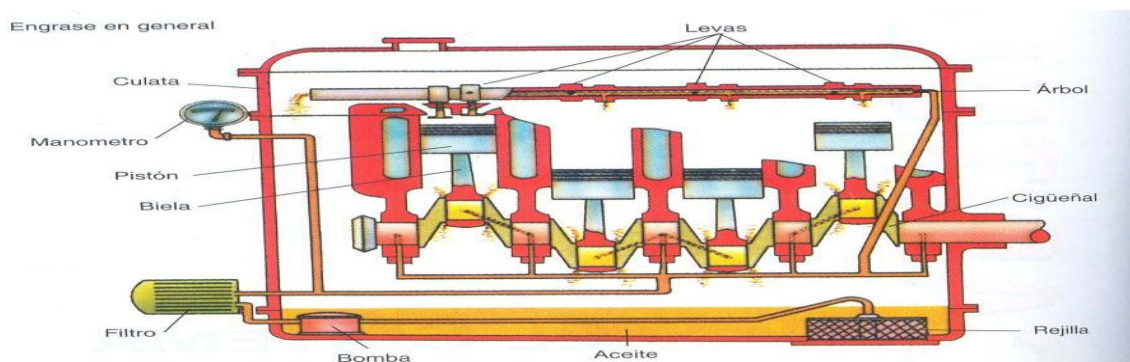 Engrase en general
Levas
Culata
Árbol
Manometro
Pistón
Biela
Cigüeñal
Filtro
Bomba
Aceite
Rejilla